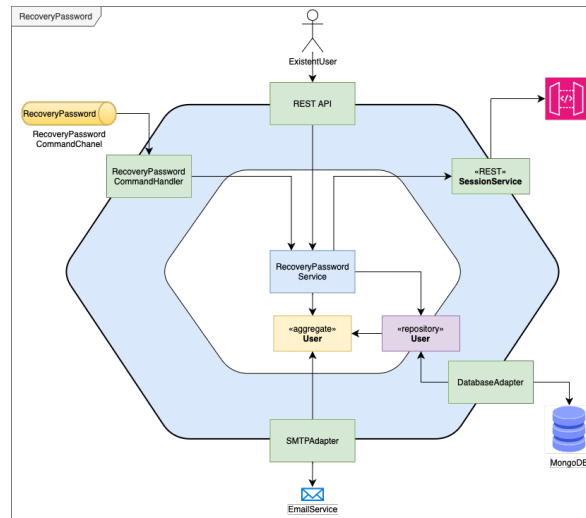 RecoveryPassword
ExistentUser
REST API
RecoveryPassword
RecoveryPassword
CommandChanel
RecoveryPassword
CommandHandler
«REST»
SessionService
RecoveryPassword
Service
«aggregate»
User
«repository»
User
DatabaseAdapter
SMTPAdapter
MongoDB
EmailService